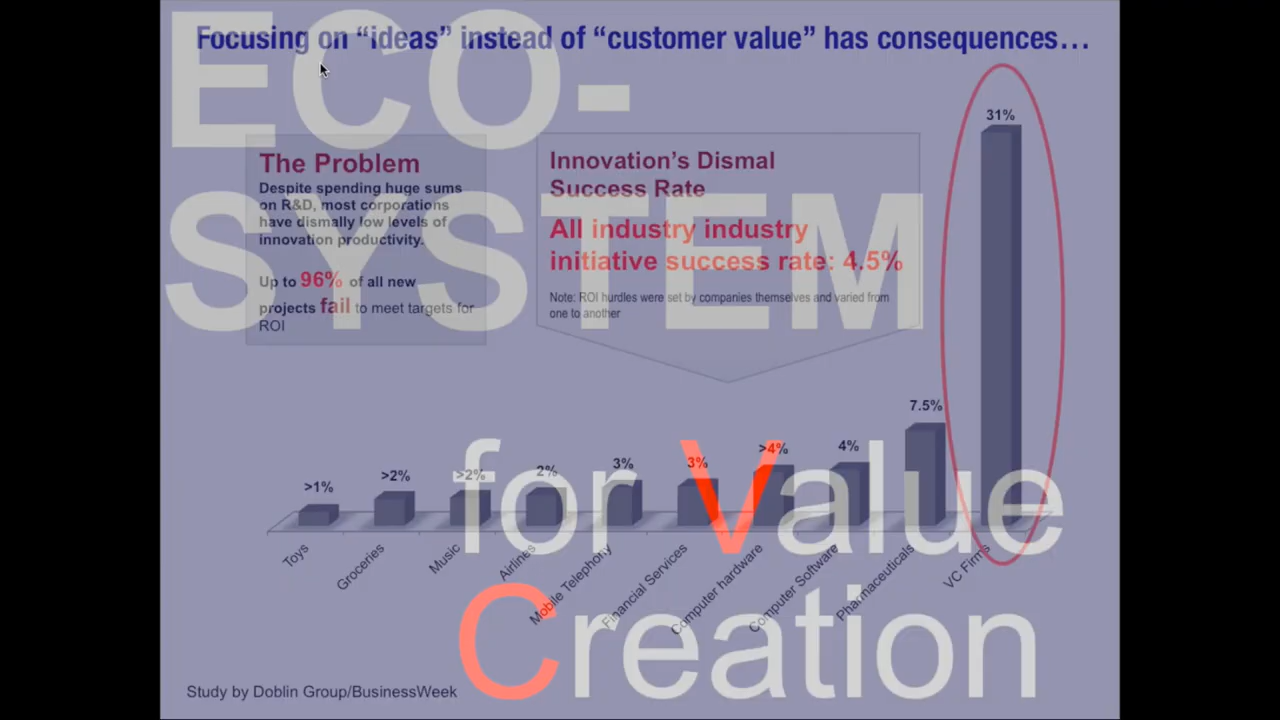 Focusing on “ideas” instead of “customer value” has consequences…
ECO-
SYSTEM
for Value
Creation
The Problem
Despite spending huge sums
on R&D, most corporations
have dismally low levels of
innovation productivity.
Up to 96% of all new
projects fail to meet targets for
ROI
Innovation’s Dismal
Success Rate
All industry industry
initiative success rate: 4.5%
Note: ROI hurdles were set by companies themselves and varied from
one to another
>1%
>2%
>2%
2%
3%
3%
>4%
4%
7.5%
31%
Toys
Groceries
Music
Airlines
Mobile Telephony
Financial Services
Computer hardware
Computer Software
Pharmaceuticals
VC Firms
Study by Doblin Group/BusinessWeek